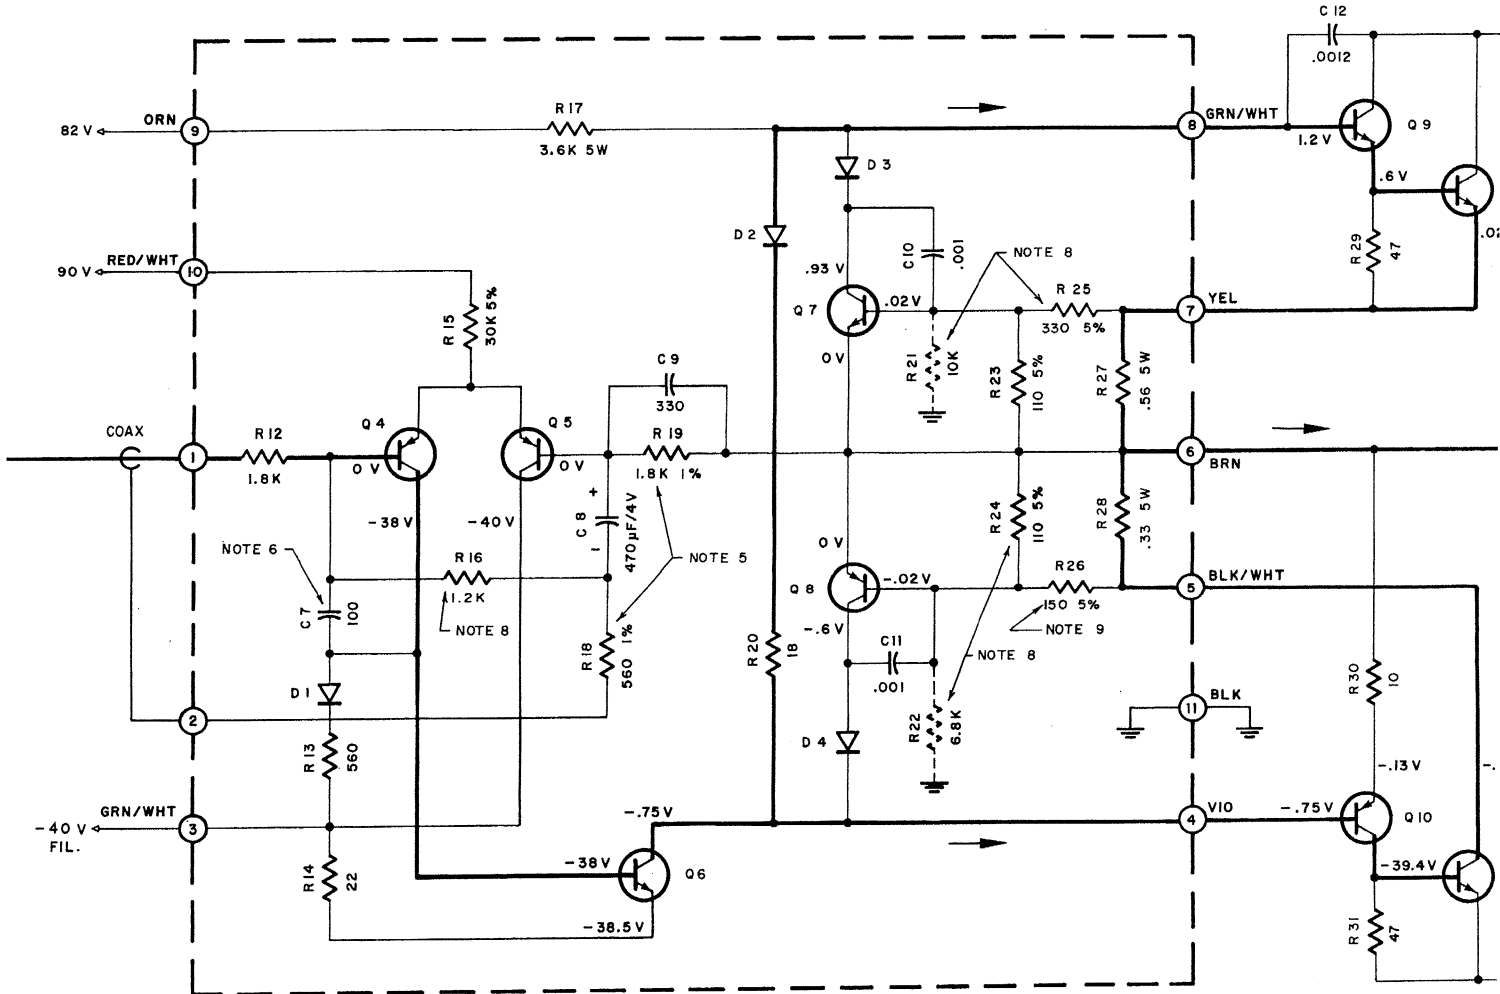 C 12
.0012
R 17
3.6K 5W
82 V
ORN
9
8
GRN/WHT
1.2 V
Q 9
.6 V
D 3
D 2
R 29
47
.02
90 V
RED/WHT
10
C 10
.001
NOTE 8
.93 V
Q 7
.02V
R 25
330 5%
7
YEL
R 15
30K 5%
0 V
R 21
10K
R 23
110 5%
R 27
.56 5W
C 9
330
COAX
1
R 12
1.8K
Q 4
0 V
Q 5
0 V
R 19
1.8K 1%
6
BRN
-38 V
-40 V
+
C 8
470µF/4V
-
NOTE 5
R 24
110 5%
R 28
.33 5W
NOTE 6
R 16
1.2K
NOTE 8
C 7
100
0 V
Q 8
-.02V
R 26
150 5%
NOTE 9
5
BLK/WHT
-.6 V
R 18
560 1%
R 20
18
C 11
.001
NOTE 8
D 1
2
R 22
6.8K
11
BLK
R 30
10
R 13
560
D 4
-.13 V
-.
-40 V
FIL.
GRN/WHT
3
-.75 V
4
VIO
-.75 V
Q 10
R 14
22
-38 V
Q 6
-38.5 V
-39.4 V
R 31
47